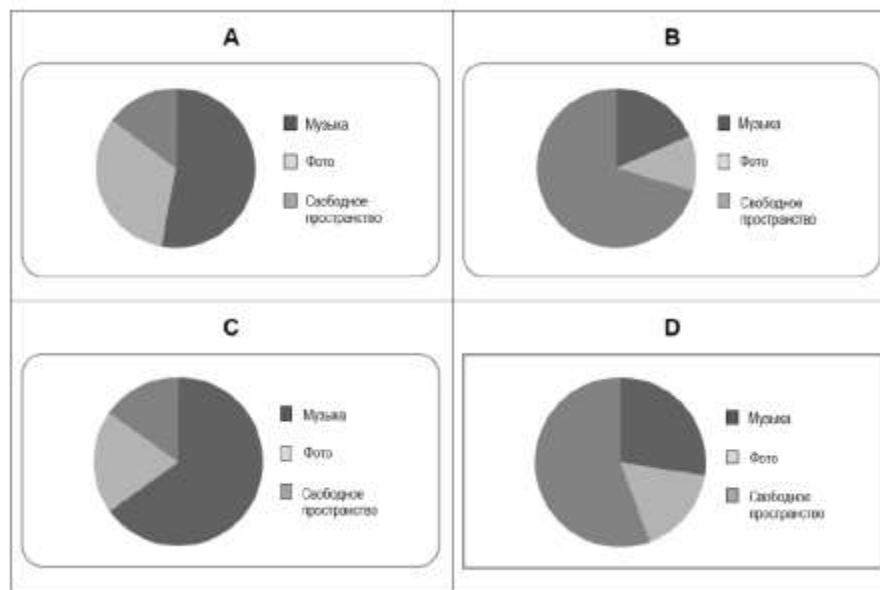 A
Музыка
Фото
Свободное
пространство
B
Музыка
Фото
Свободное
пространство
C
Музыка
Фото
Свободное
пространство
D
Музыка
Фото
Свободное
пространство